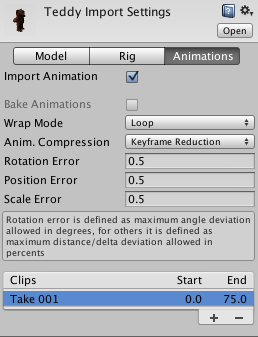 Teddy Import Settings
Open
Model Rig Animations
Import Animation
Bake Animations
Wrap Mode Loop
Anim. Compression Keyframe Reduction
Rotation Error 0.5
Position Error 0.5
Scale Error 0.5
Rotation error is defined as maximum angle deviation
allowed in degrees, for others it is defined as
maximum distance/delta deviation allowed in
percents
Clips Start End
Take 001 0.0 75.0
+ −